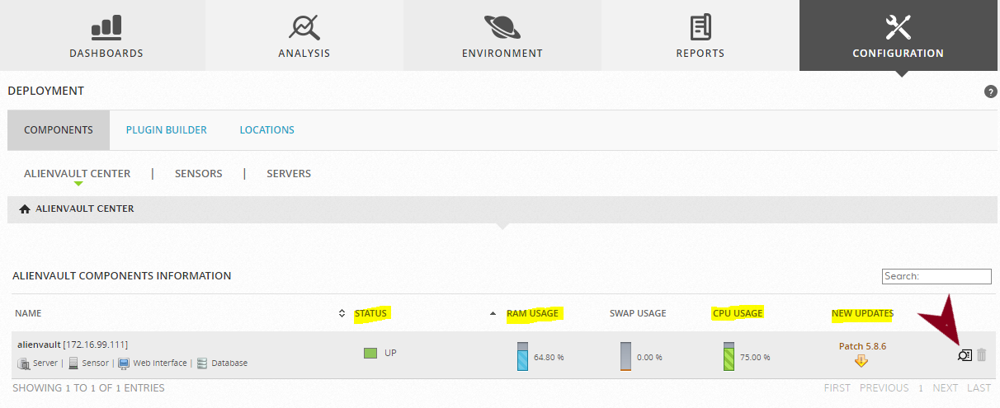 DASHBOARDS ANALYSIS ENVIRONMENT REPORTS CONFIGURATION
DEPLOYMENT ?
COMPONENTS PLUGIN BUILDER LOCATIONS
ALIENVAULT CENTER | SENSORS | SERVERS
ALIENVAULT CENTER
ALIENVAULT COMPONENTS INFORMATION Search:
NAME STATUS RAM USAGE SWAP USAGE CPU USAGE NEW UPDATES
alienvault [172.16.99.111] Patch 5.8.6
UP 64.80 % 0.00 % 75.00 %
Server | Sensor | Web Interface | Database
SHOWING 1 TO 1 OF 1 ENTRIES FIRST PREVIOUS 1 NEXT LAST